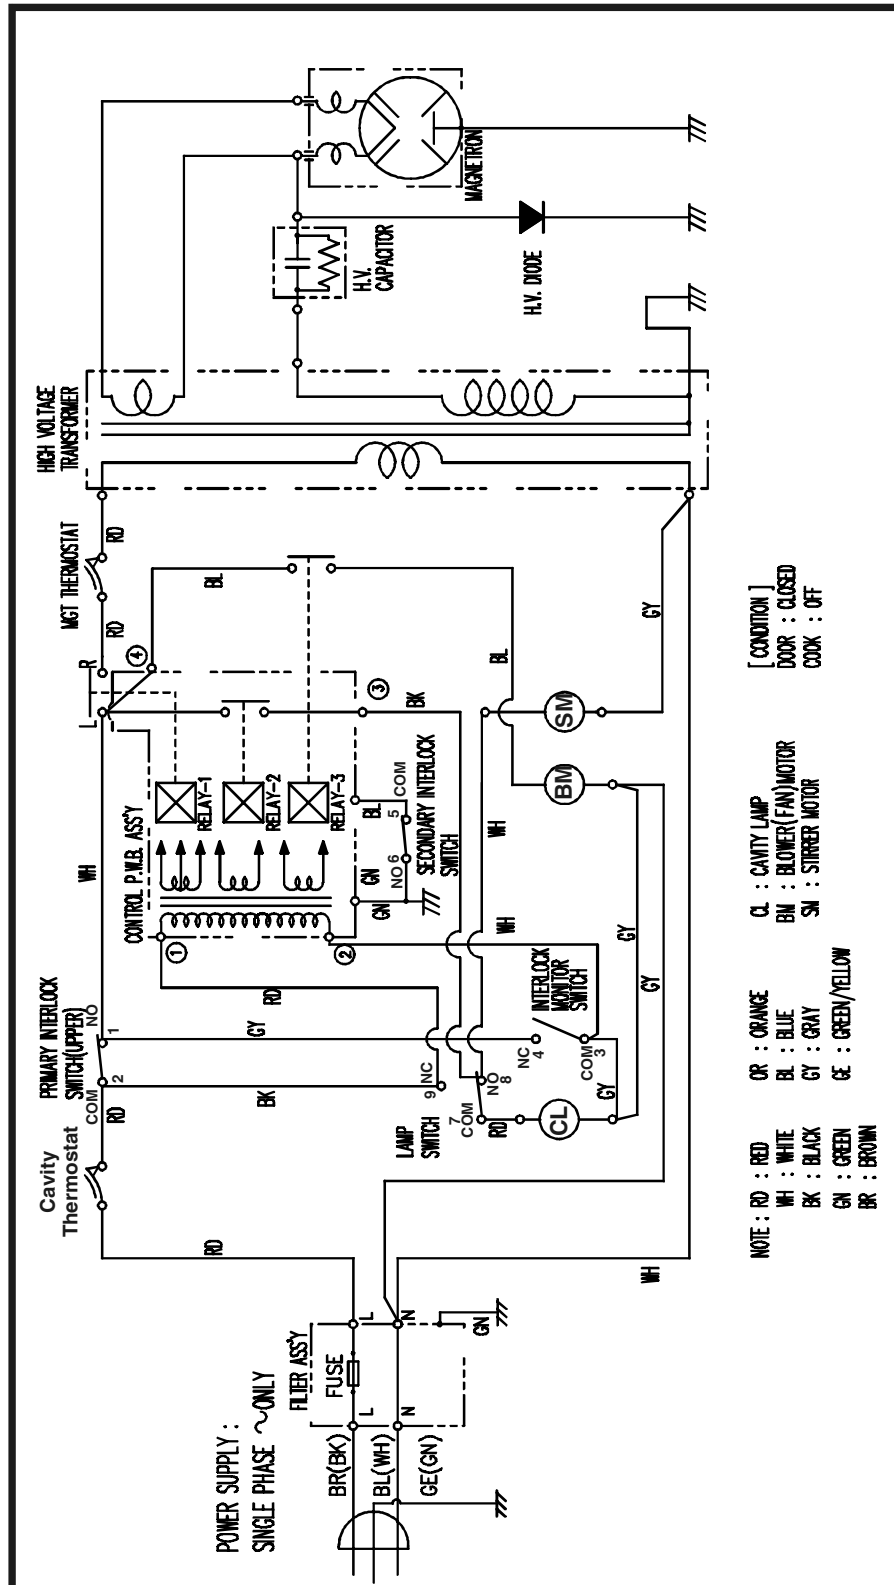 POWER SUPPLY :
SINGLE PHASE ~ ONLY
BR(BK)
BL(WH)
GE(GN)
FILTER ASS'Y
FUSE
L
N
L
N
GN
RD
WH
Cavity
Thermostat
RD
PRIMARY INTERLOCK
SWITCH(UPPER)
COM
NO
2
1
BK
GY
LAMP
SWITCH
9 NC
7
COM
NO
8
RD
CL
GY
NC
4
COM
3
INTERLOCK
MONITOR
SWITCH
RD
WH
WH
GY
GY
CONTROL P.W.B. ASS'Y
1
2
GN
GN
BL
NO 6
5
COM
SECONDARY INTERLOCK
SWITCH
RELAY-1
RELAY-2
RELAY-3
WH
L
R
4
3
BK
BL
BL
BM
SM
GY
RD
MGT THERMOSTAT
RD
HIGH VOLTAGE
TRANSFORMER
H.V.
CAPACITOR
H.V. DIODE
MAGNETRON
NOTE : RD : RED
WH : WHITE
BK : BLACK
GN : GREEN
BR : BROWN
OR : ORANGE
BL : BLUE
GY : GRAY
GE : GREEN/YELLOW
CL : CAVITY LAMP
BM : BLOWER(FAN)MOTOR
SM : STIRRER MOTOR
[ CONDITION ]
DOOR : CLOSED
COOK : OFF